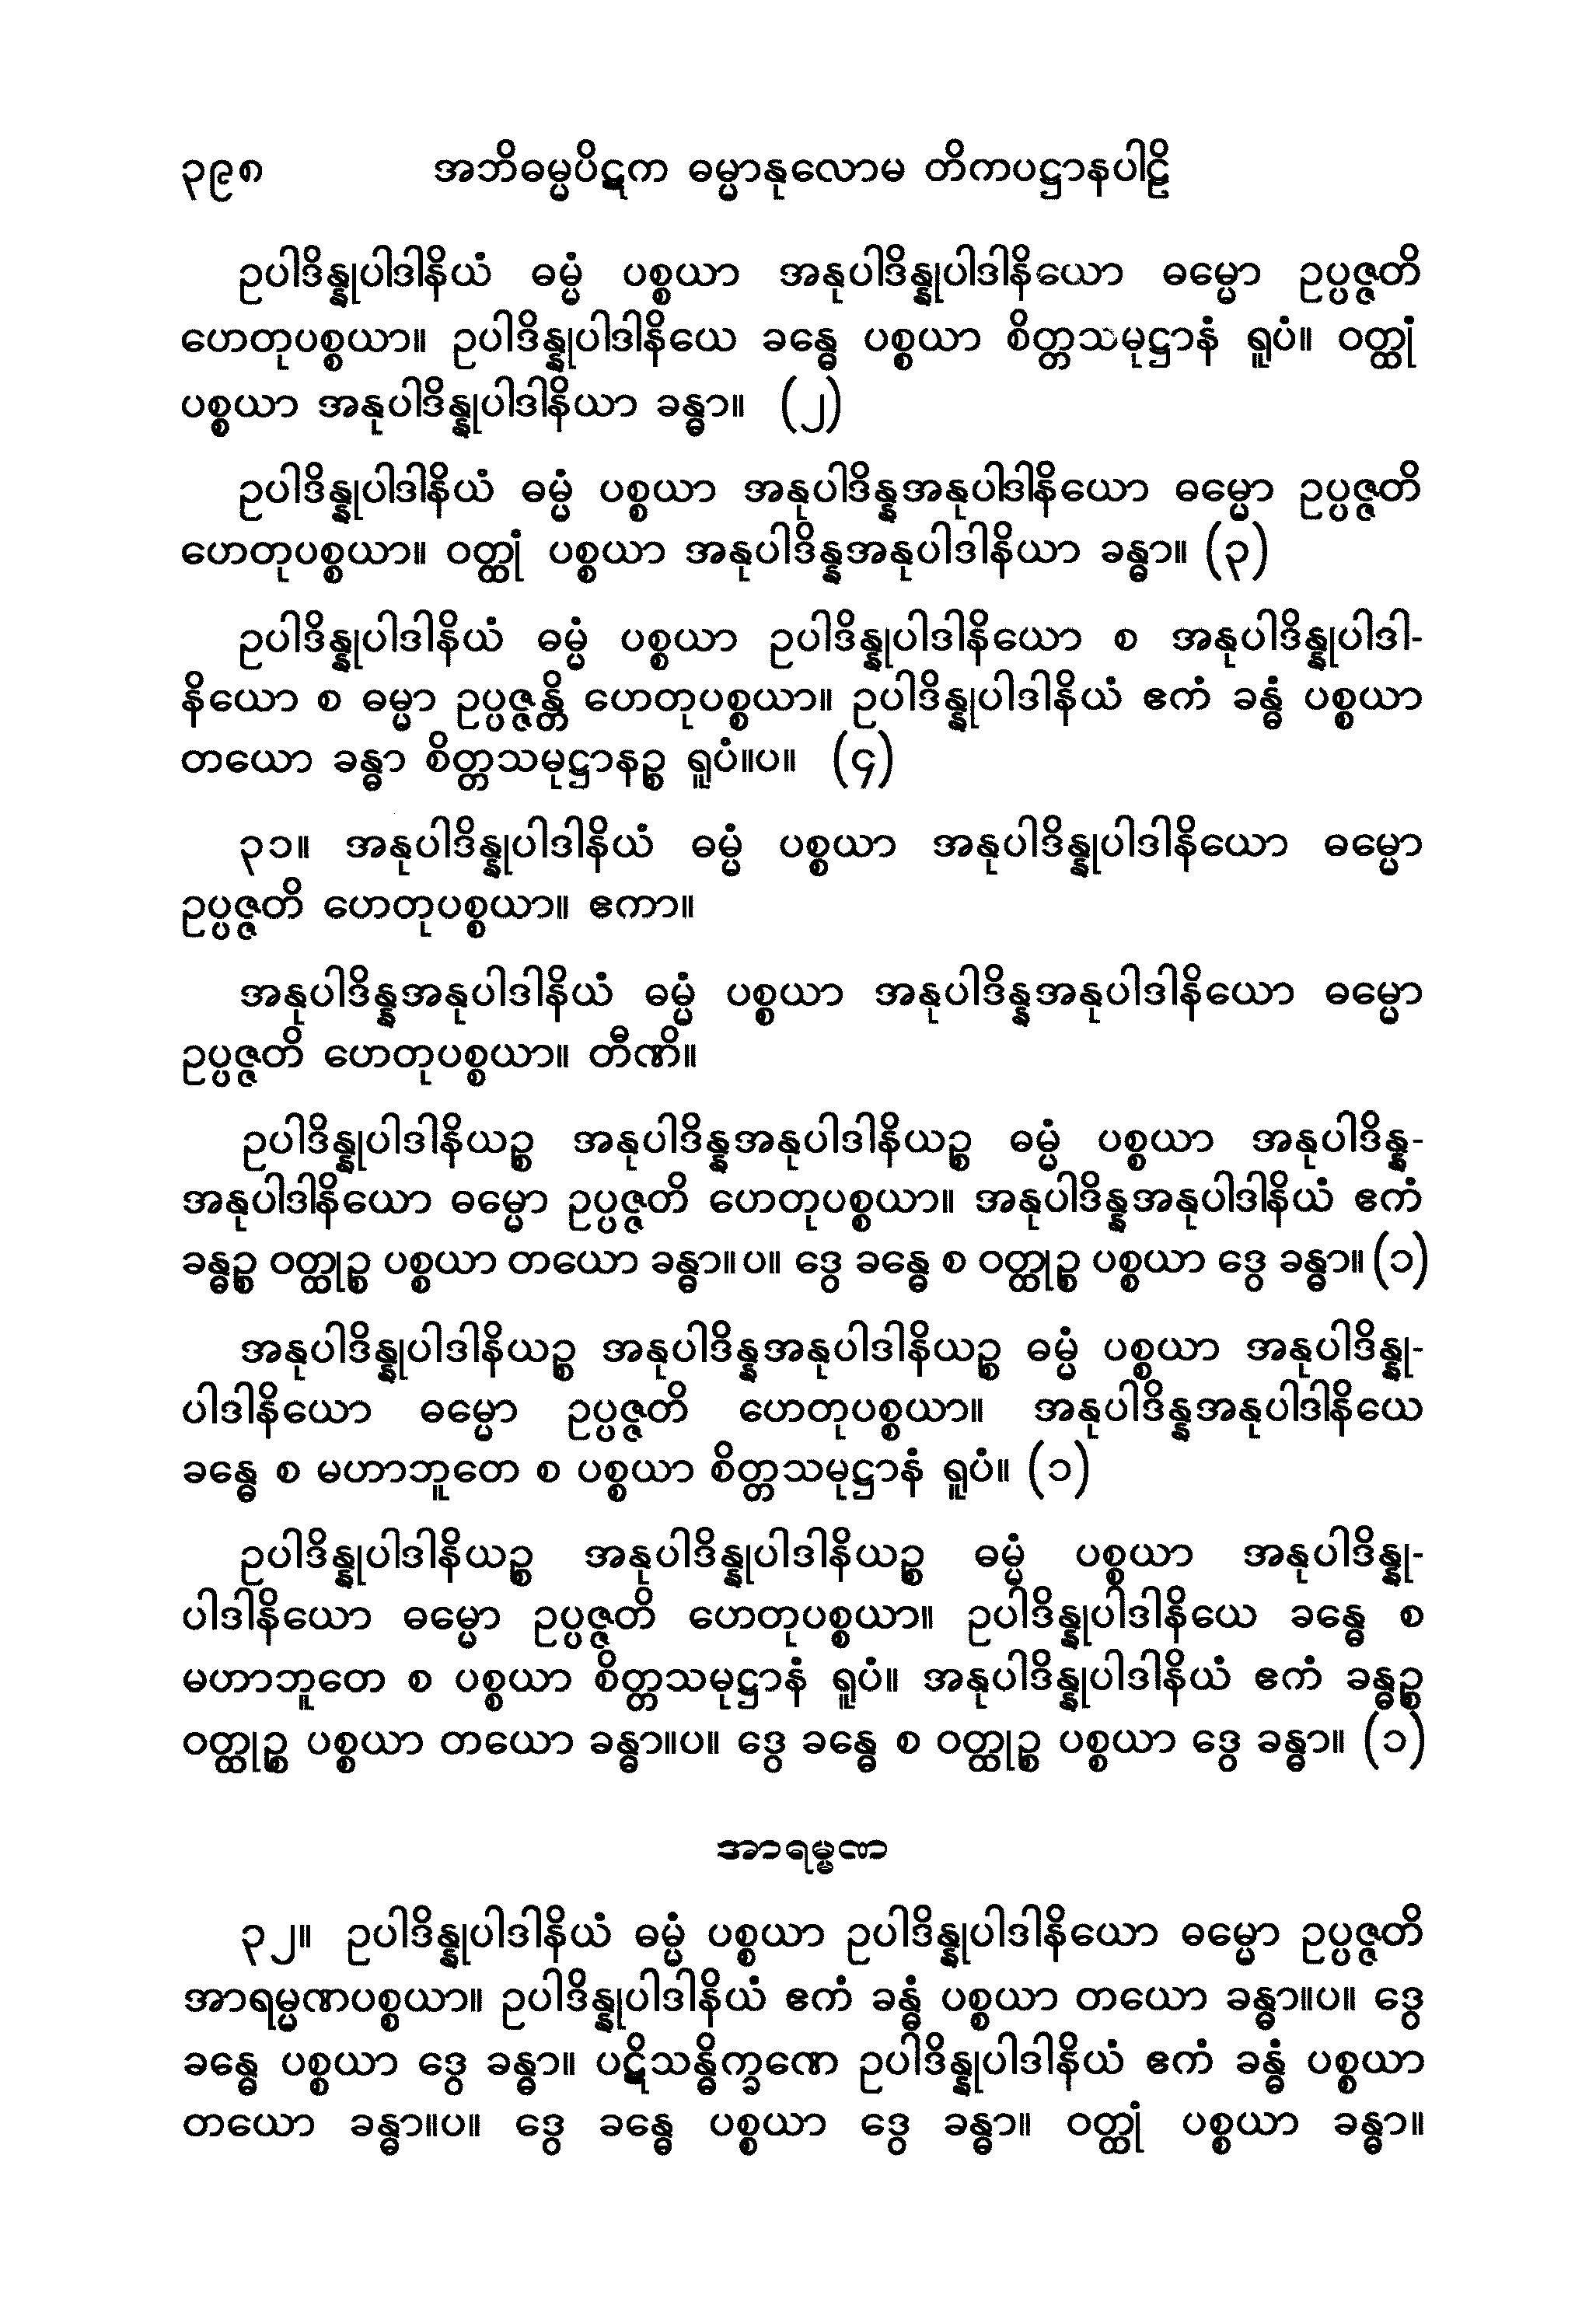 ၃၉၈ အဘိဓမ္မပိဋက ဓမ္မာနုလောမ တိကပဋ္ဌာနပါဠိ
ဥပါဒိန္နုပါဒါနိယံ ဓမ္မံ ပစ္စယာ အနုပါဒိန္နုပါဒါနိယော ဓမ္မော ဥပ္ပဇ္ဇတိ
ဟေတုပစ္စယာ။ ဥပါဒိန္နုပါဒါနိယေ ခန္ဓေ ပစ္စယာ စိတ္တသမုဋ္ဌာနံ ရူပံ။ ဝတ္ထုံ
ပစ္စယာ အနုပါဒိန္နုပါဒါနိယာ ခန္ဓာ။ (၂)
ဥပါဒိန္နုပါဒါနိယံ ဓမ္မံ ပစ္စယာ အနုပါဒိန္နအနုပါဒါနိယော ဓမ္မော ဥပ္ပဇ္ဇတိ
ဟေတုပစ္စယာ။ ဝတ္ထုံ ပစ္စယာ အနုပါဒိန္နအနုပါဒါနိယာ ခန္ဓာ။ (၃)
ဥပါဒိန္နုပါဒါနိယံ ဓမ္မံ ပစ္စယာ ဥပါဒိန္နုပါဒါနိယော စ အနုပါဒိန္နုပါဒါ-
နိယော စ ဓမ္မာ ဥပ္ပဇ္ဇန္တိ ဟေတုပစ္စယာ။ ဥပါဒိန္နုပါဒါနိယံ ဧကံ ခန္ဓံ ပစ္စယာ
တယော ခန္ဓာ စိတ္တသမုဋ္ဌာနဉ္စ ရူပံ။ပ။ (၄)
၃၁။ အနုပါဒိန္နုပါဒါနိယံ ဓမ္မံ ပစ္စယာ အနုပါဒိန္နုပါဒါနိယော ဓမ္မော
ဥပ္ပဇ္ဇတိ ဟေတုပစ္စယာ။ ဧကာ။
အနုပါဒိန္နအနုပါဒါနိယံ ဓမ္မံ ပစ္စယာ အနုပါဒိန္နအနုပါဒါနိယော ဓမ္မော
ဥပ္ပဇ္ဇတိ ဟေတုပစ္စယာ။ တီဏိ။
ဥပါဒိန္နုပါဒါနိယဉ္စ အနုပါဒိန္နအနုပါဒါနိယဉ္စ ဓမ္မံ ပစ္စယာ အနုပါဒိန္န-
အနုပါဒါနိယော ဓမ္မော ဥပ္ပဇ္ဇတိ ဟေတုပစ္စယာ။ အနုပါဒိန္နအနုပါဒါနိယံ ဧကံ
ခန္ဓဉ္စ ဝတ္ထုဉ္စ ပစ္စယာ တယော ခန္ဓာ။ပ။ ဒွေ ခန္ဓေ စ ဝတ္ထုဉ္စ ပစ္စယာ ဒွေ ခန္ဓာ။ (၁)
အနုပါဒိန္နုပါဒါနိယဉ္စ အနုပါဒိန္နအနုပါဒါနိယဉ္စ ဓမ္မံ ပစ္စယာ အနုပါဒိန္နု-
ပါဒါနိယော ဓမ္မော ဥပ္ပဇ္ဇတိ ဟေတုပစ္စယာ။ အနုပါဒိန္နအနုပါဒါနိယေ
ခန္ဓေ စ မဟာဘူတေ စ ပစ္စယာ စိတ္တသမုဋ္ဌာနံ ရူပံ။ (၁)
ဥပါဒိန္နုပါဒါနိယဉ္စ အနုပါဒိန္နုပါဒါနိယဉ္စ ဓမ္မံ ပစ္စယာ အနုပါဒိန္နု-
ပါဒါနိယော ဓမ္မော ဥပ္ပဇ္ဇတိ ဟေတုပစ္စယာ။ ဥပါဒိန္နုပါဒါနိယေ ခန္ဓေ စ
မဟာဘူတေ စ ပစ္စယာ စိတ္တသမုဋ္ဌာနံ ရူပံ။ အနုပါဒိန္နုပါဒါနိယံ ဧကံ ခန္ဓဉ္စ
ဝတ္ထုဉ္စ ပစ္စယာ တယော ခန္ဓာ။ပ။ ဒွေ ခန္ဓေ စ ဝတ္ထုဉ္စ ပစ္စယာ ဒွေ ခန္ဓာ။ (၁)
အာရမ္မဏ
၃၂။ ဥပါဒိန္နုပါဒါနိယံ ဓမ္မံ ပစ္စယာ ဥပါဒိန္နုပါဒါနိယော ဓမ္မော ဥပ္ပဇ္ဇတိ
အာရမ္မဏပစ္စယာ။ ဥပါဒိန္နုပါဒါနိယံ ဧကံ ခန္ဓံ ပစ္စယာ တယော ခန္ဓာ။ပ။ ဒွေ
ခန္ဓေ ပစ္စယာ ဒွေ ခန္ဓာ။ ပဋိသန္ဓိက္ခဏေ ဥပါဒိန္နုပါဒါနိယံ ဧကံ ခန္ဓံ ပစ္စယာ
တယော ခန္ဓာ။ပ။ ဒွေ ခန္ဓေ ပစ္စယာ ဒွေ ခန္ဓာ။ ဝတ္ထုံ ပစ္စယာ ခန္ဓာ။